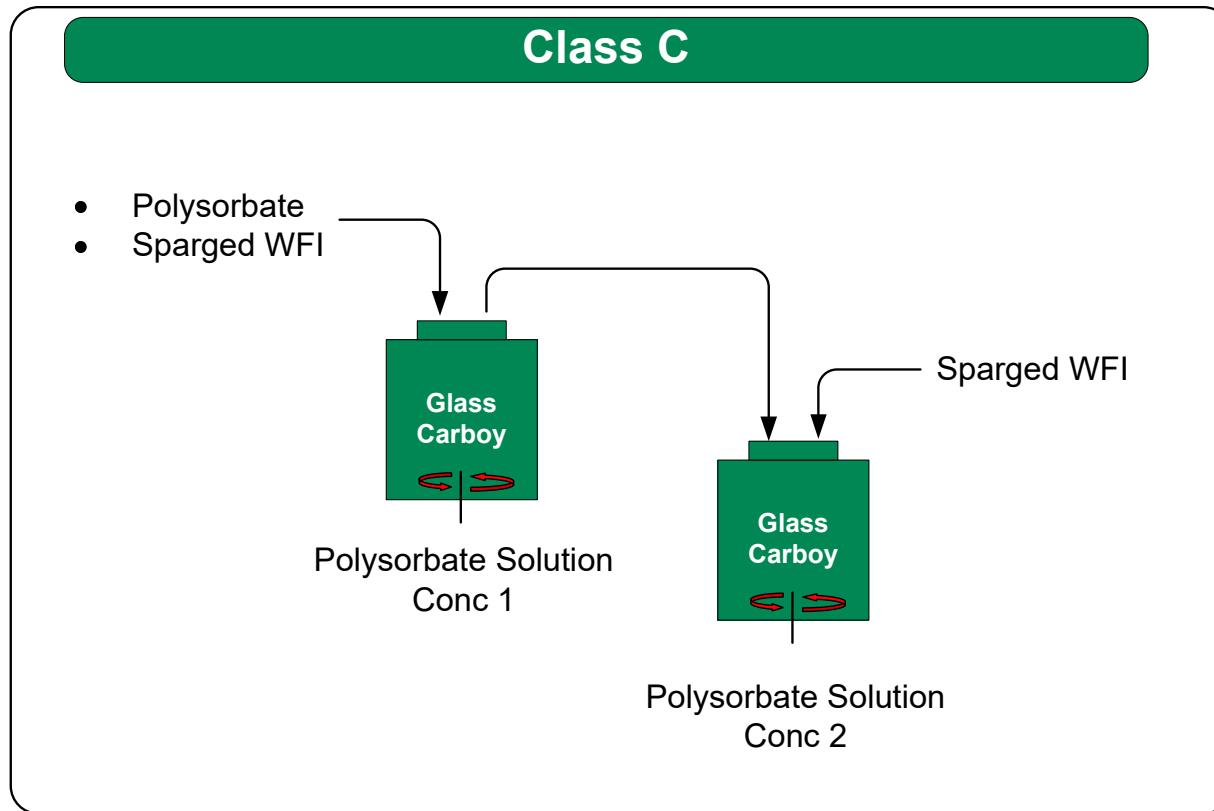 Class C
• Polysorbate
• Sparged WFI
Glass
Carboy
Polysorbate Solution
Conc 1
Sparged WFI
Glass
Carboy
Polysorbate Solution
Conc 2